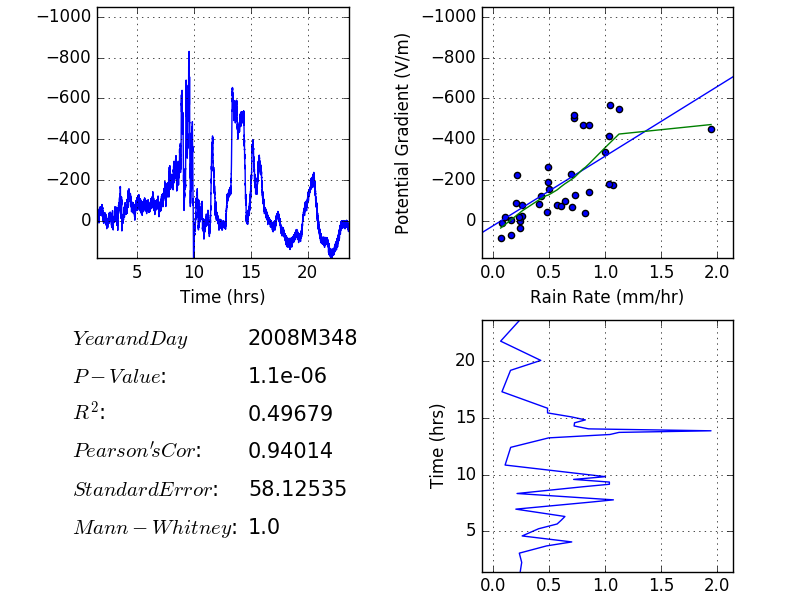 −1000
−800
−600
−400
−200
0
5 10 15 20
Time (hrs)
Potential Gradient (V/m)
−1000
−800
−600
−400
−200
0
0.0 0.5 1.0 1.5 2.0
Rain Rate (mm/hr)
YearandDay 2008M348
P−Value: 1.1e-06
R²: 0.49679
Pearson'sCor: 0.94014
StandardError: 58.12535
Mann−Whitney: 1.0
Time (hrs)
20
15
10
5
0.0 0.5 1.0 1.5 2.0